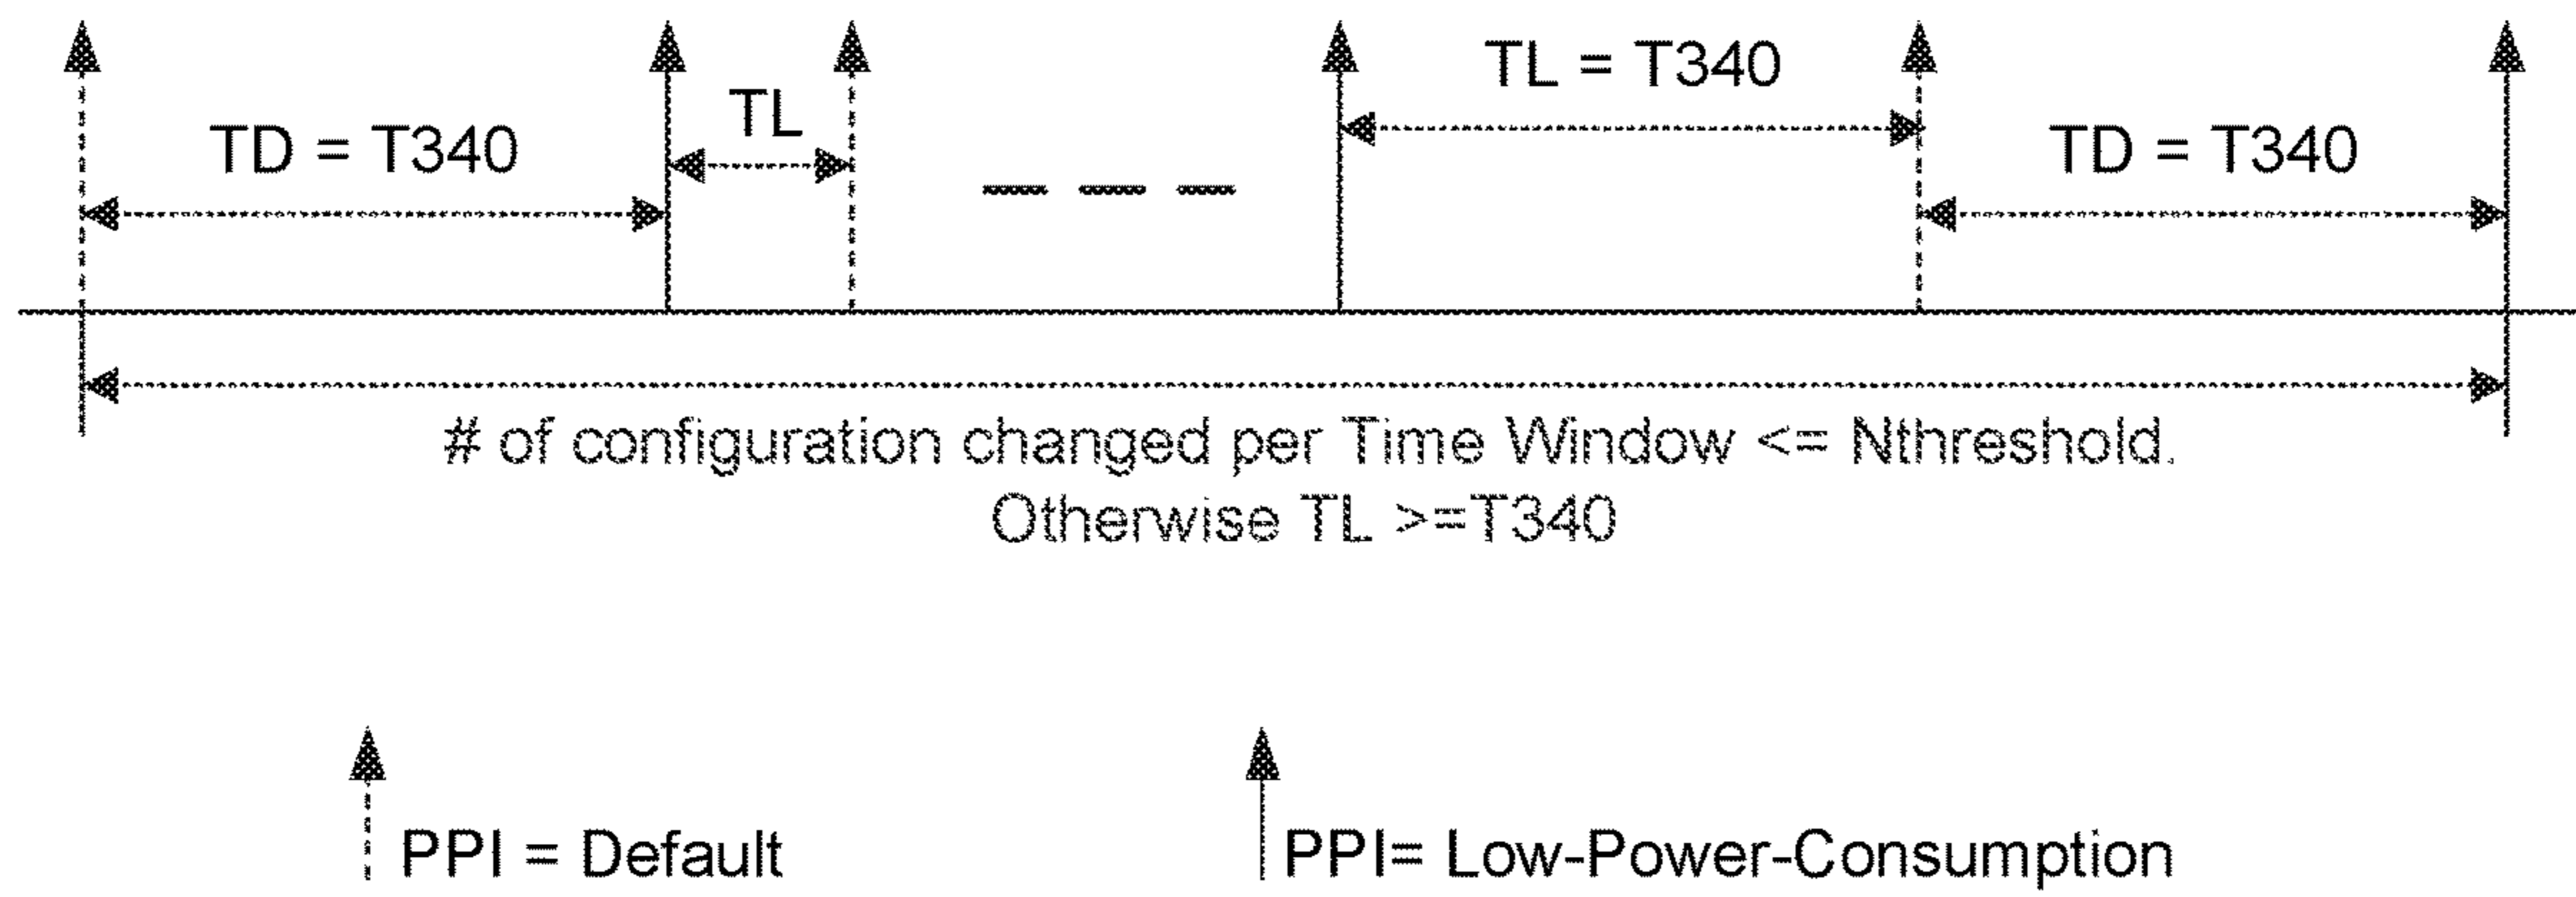 TD = T340
TL
TL = T340
TD = T340
# of configuration changed per Time Window <= Nthreshold.
Otherwise TL >=T340
PPI = Default
PPI= Low-Power-Consumption